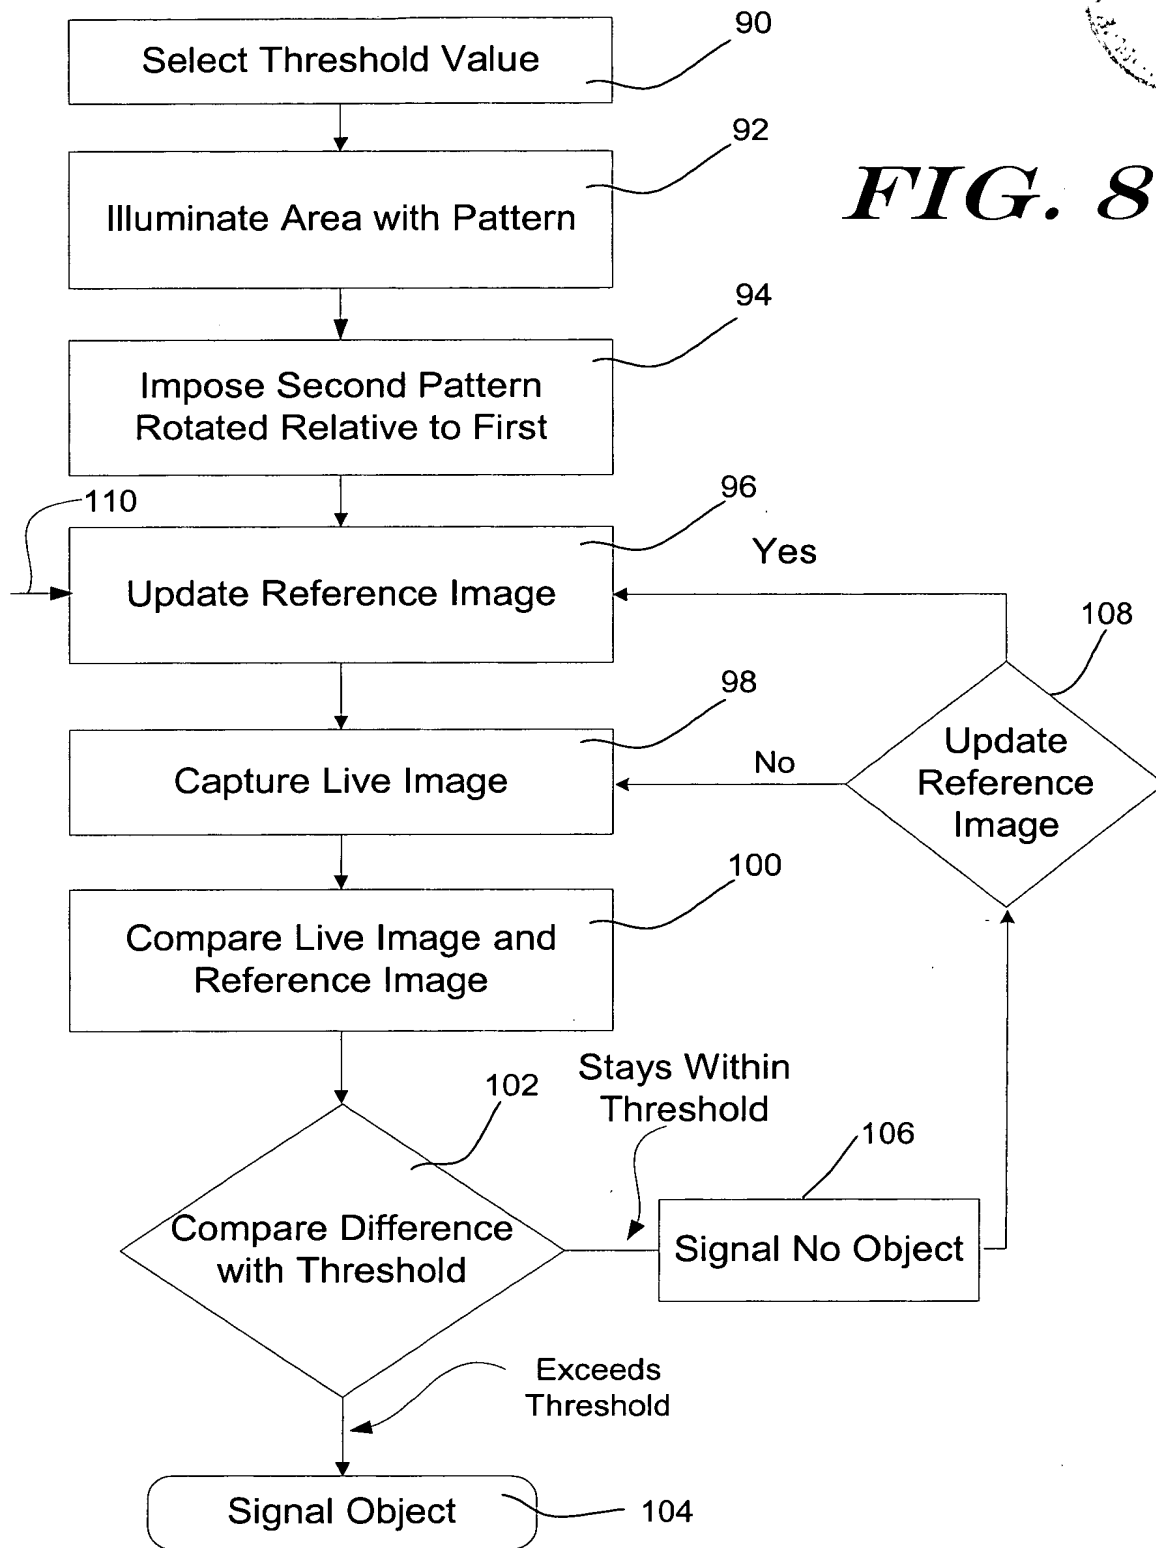 Select Threshold Value
90
Illuminate Area with Pattern
92
FIG. 8
Impose Second Pattern
Rotated Relative to First
94
110
Update Reference Image
96
Yes
108
Capture Live Image
98
No
Update
Reference
Image
Compare Live Image and
Reference Image
100
Stays Within
Threshold
102
106
Compare Difference
with Threshold
Signal No Object
Exceeds
Threshold
Signal Object
104